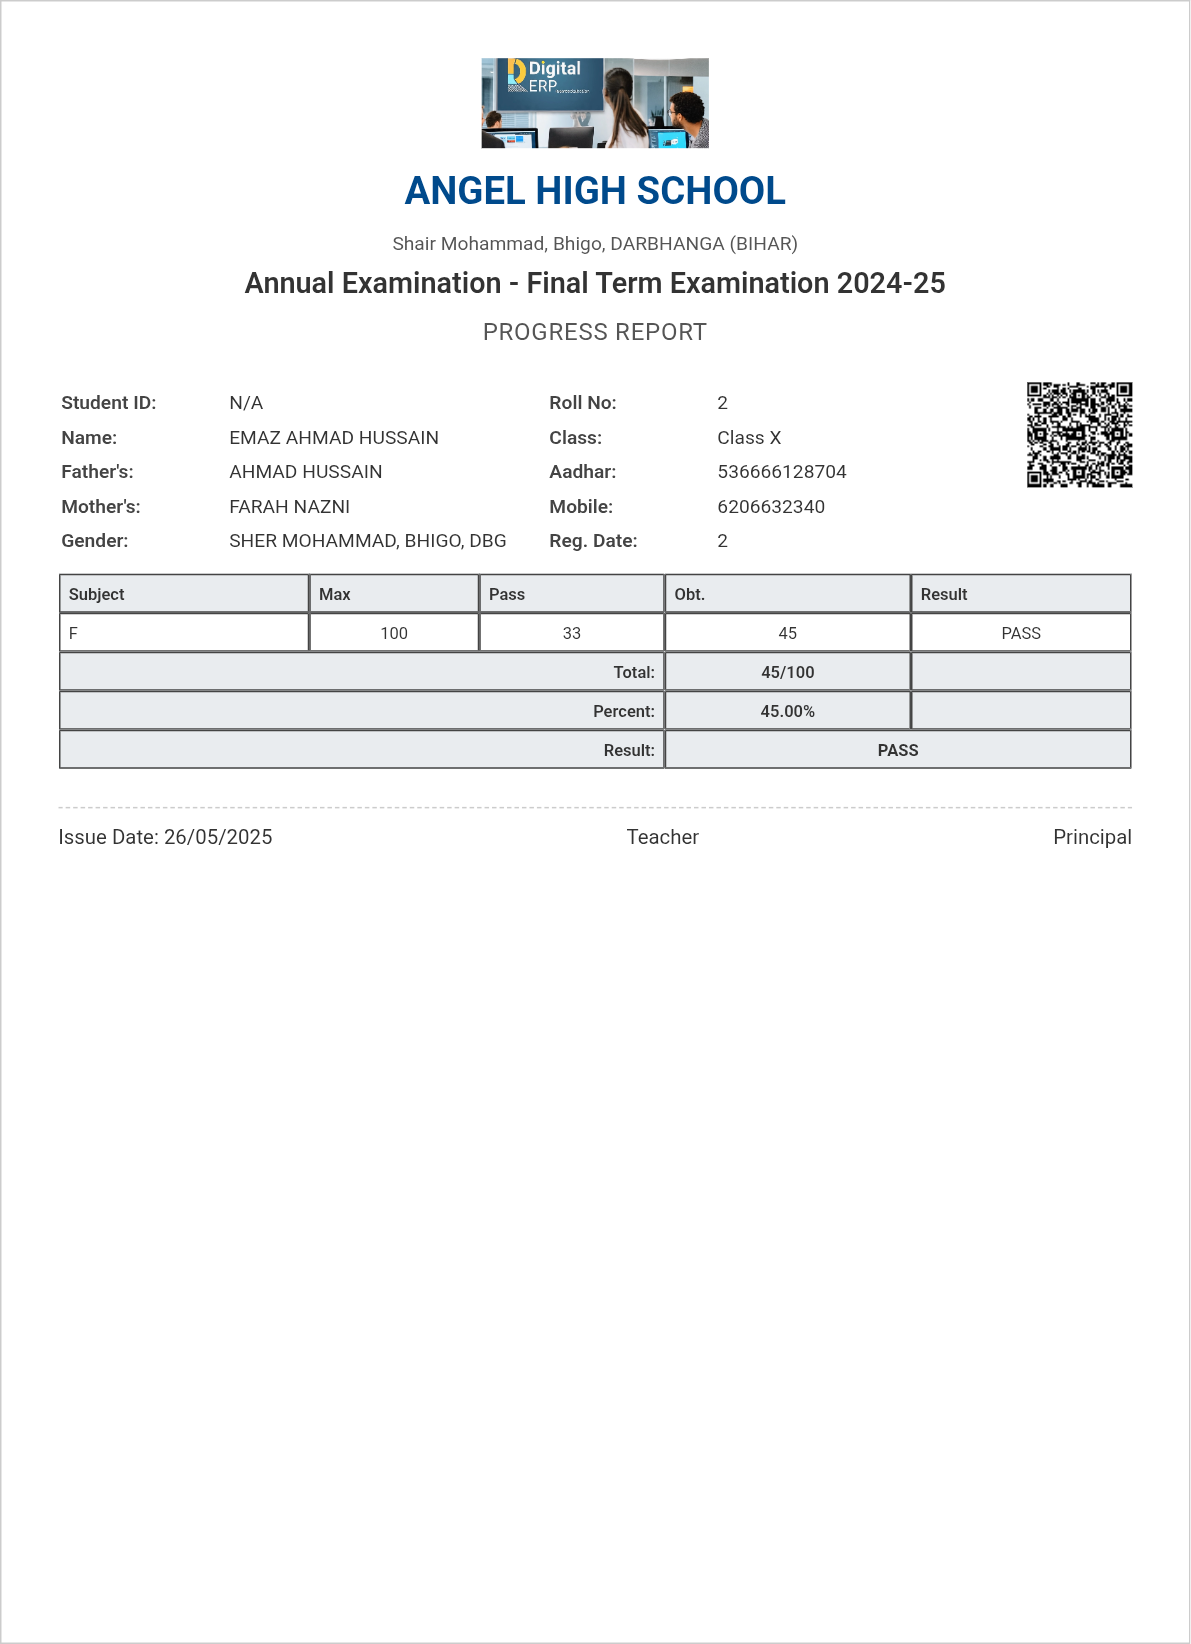 Digital
ERP
ANGEL HIGH SCHOOL
Shair Mohammad, Bhigo, DARBHANGA (BIHAR)
Annual Examination - Final Term Examination 2024-25
PROGRESS REPORT
Student ID: N/A Roll No: 2
Name: EMAZ AHMAD HUSSAIN Class: Class X
Father's: AHMAD HUSSAIN Aadhar: 536666128704
Mother's: FARAH NAZNI Mobile: 6206632340
Gender: SHER MOHAMMAD, BHIGO, DBG Reg. Date: 2
Subject Max Pass Obt. Result
F 100 33 45 PASS
Total: 45/100
Percent: 45.00%
Result: PASS
Issue Date: 26/05/2025 Teacher Principal